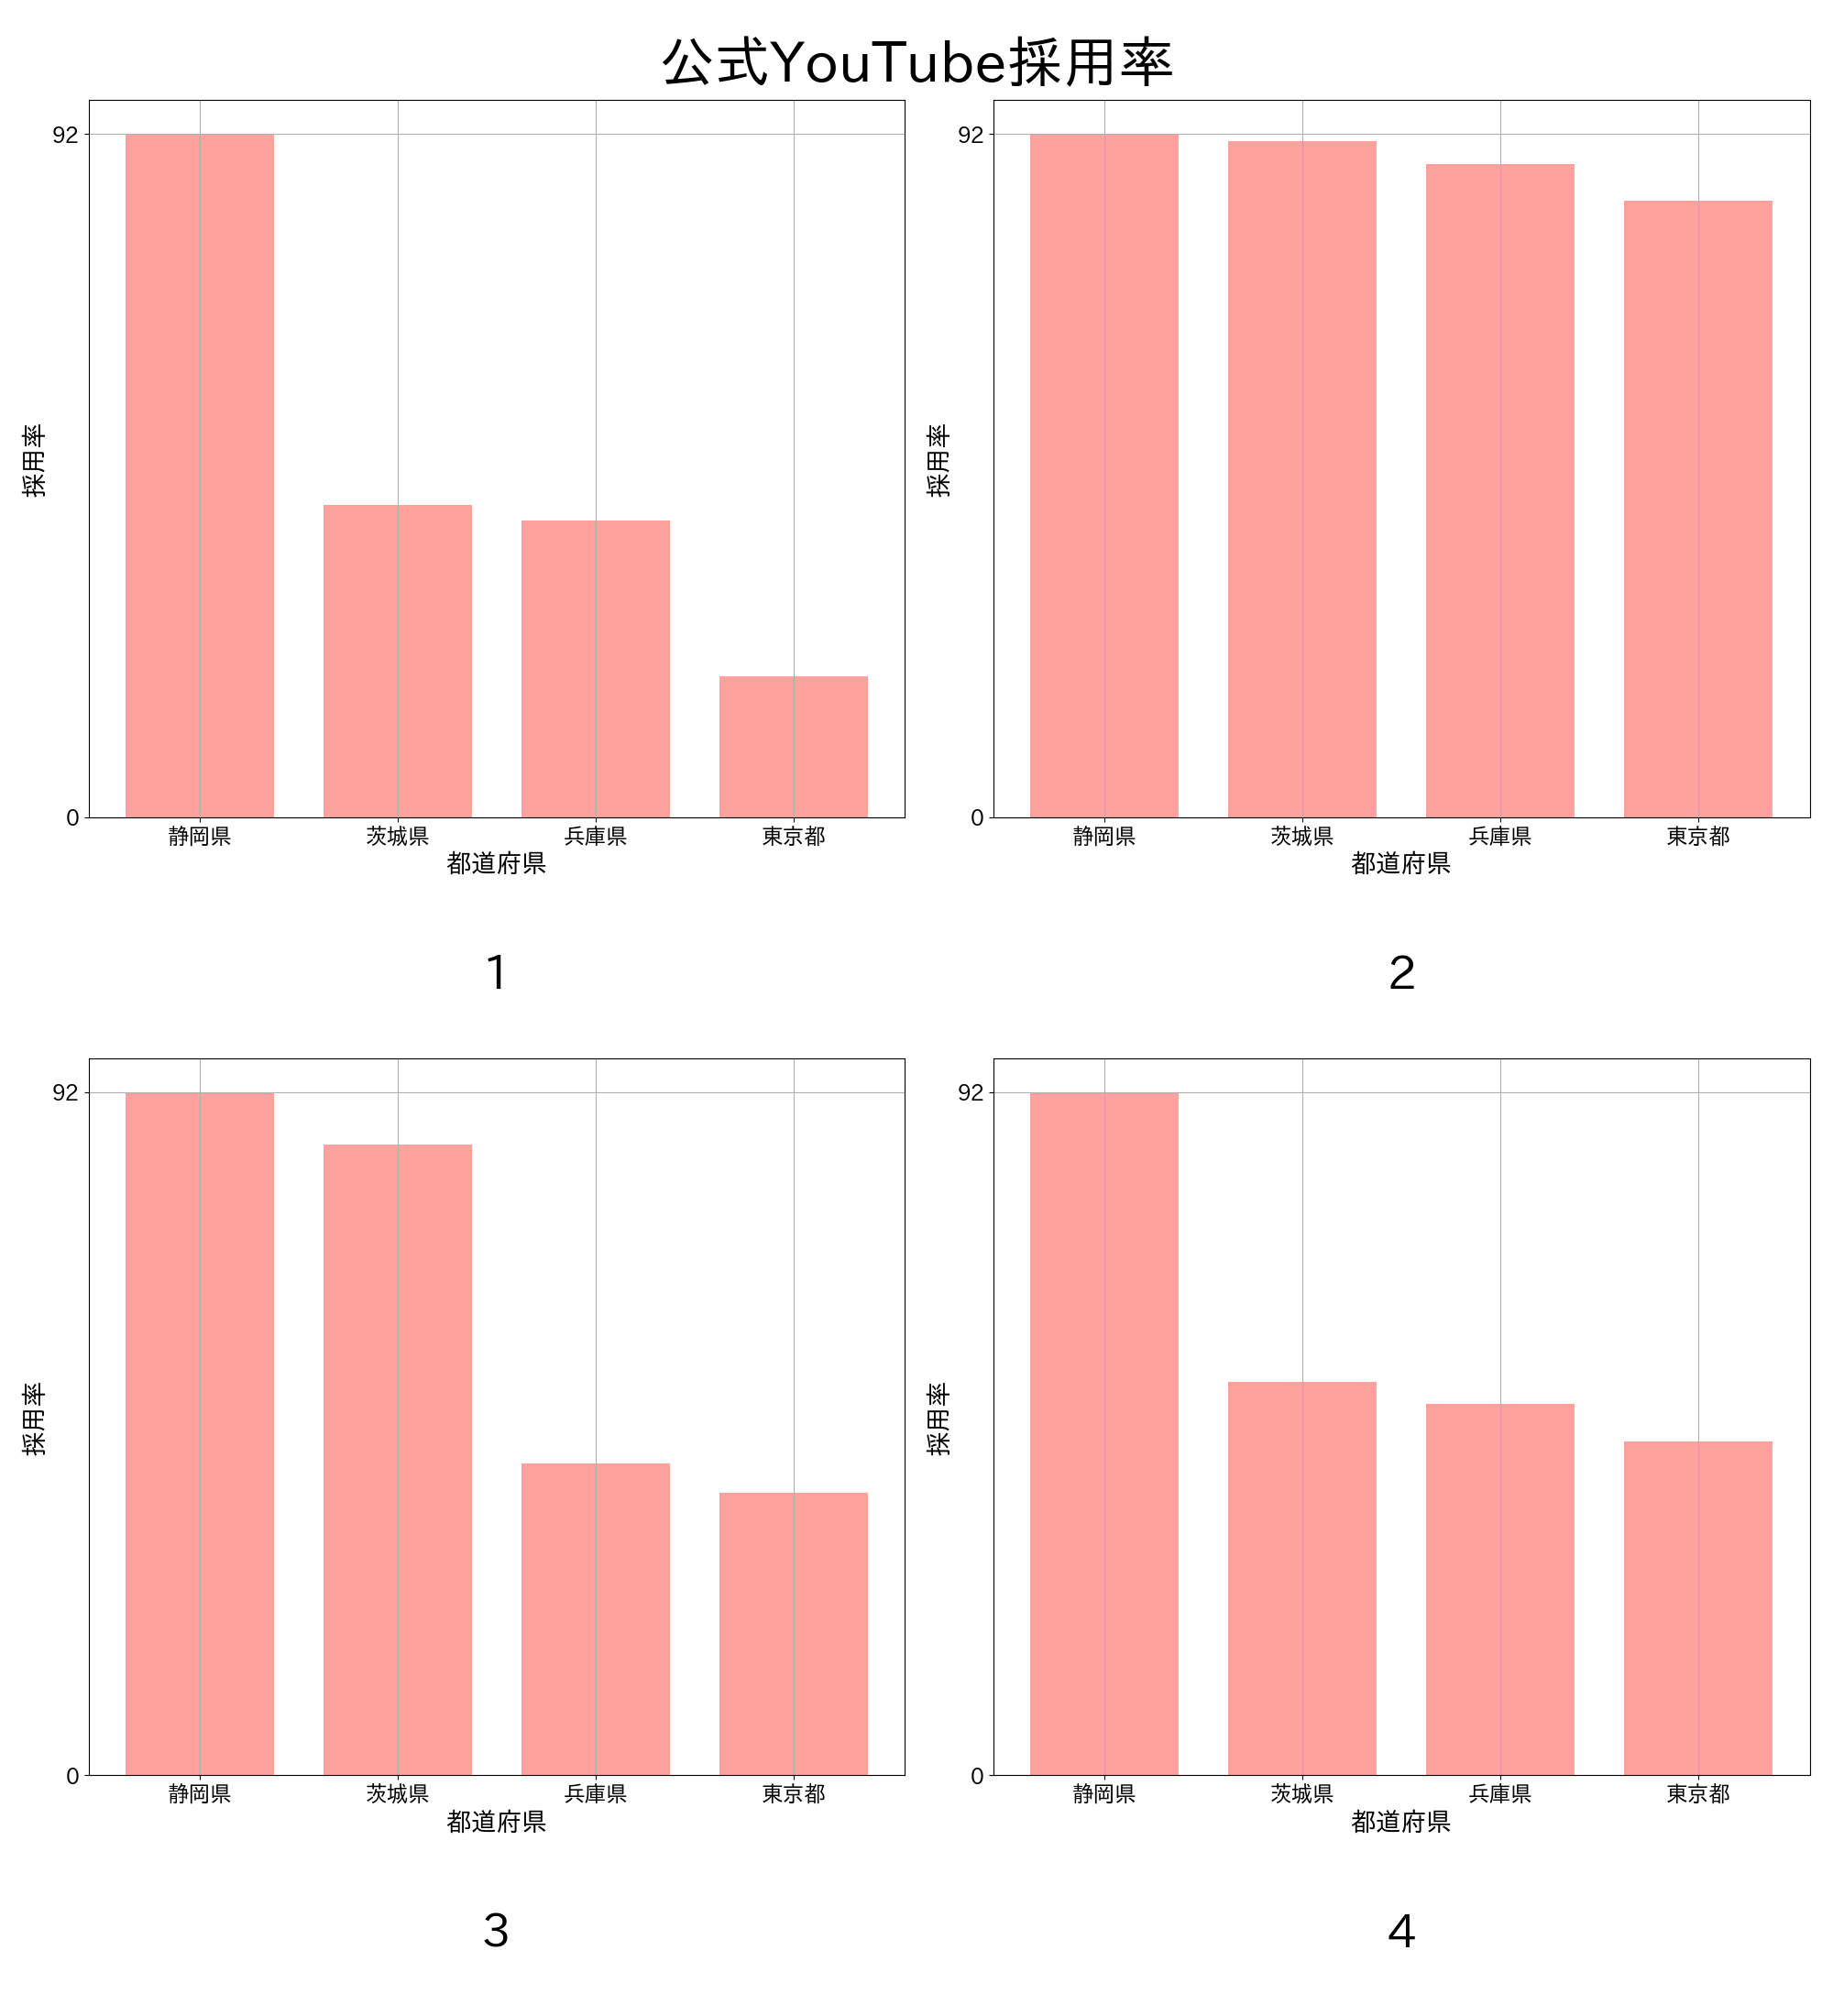 公式YouTube採用率
92
採用率
0
静岡県 茨城県 兵庫県 東京都
都道府県
1
92
採用率
0
静岡県 茨城県 兵庫県 東京都
都道府県
2
92
採用率
0
静岡県 茨城県 兵庫県 東京都
都道府県
3
92
採用率
0
静岡県 茨城県 兵庫県 東京都
都道府県
4